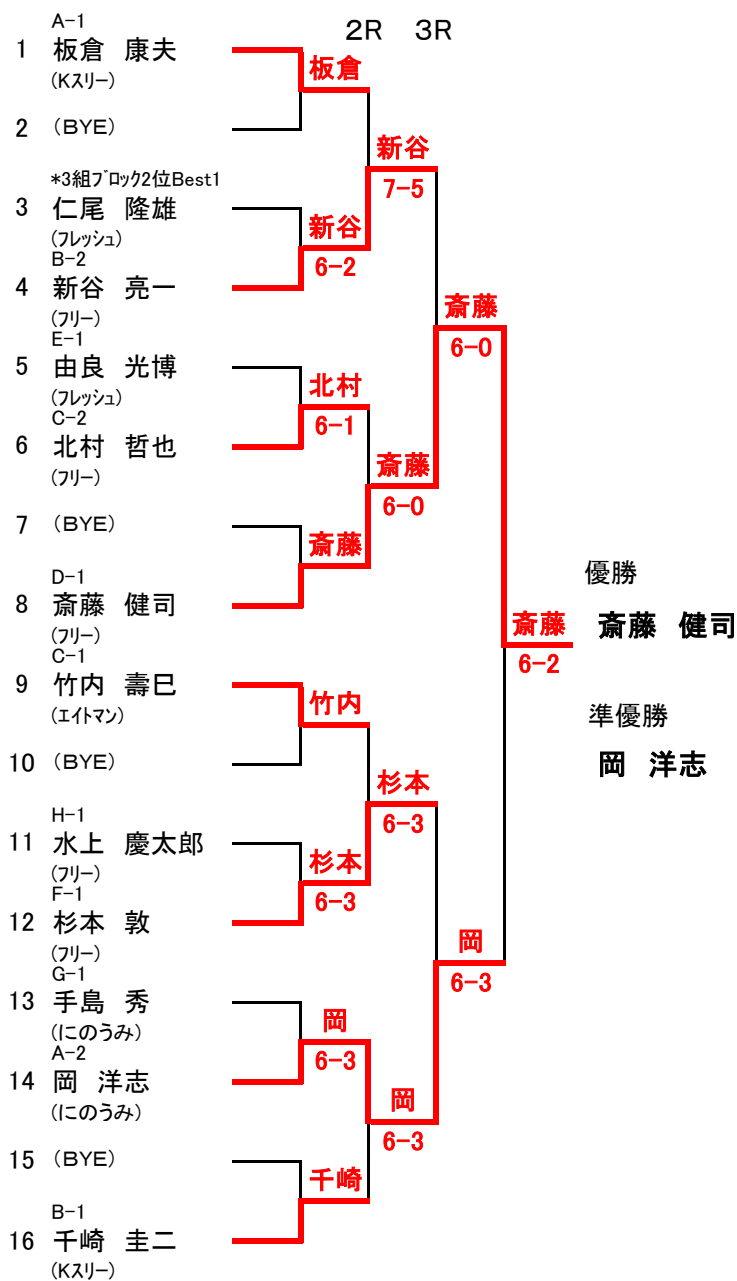 2R 3R
A-1
1 板倉 康夫
(Kスリー)
板倉
2 (BYE)
新谷
7-5
*3組ブロック2位Best1
3 仁尾 隆雄
(フレッシュ)
新谷
6-2
B-2
4 新谷 亮一
(フリー)
斎藤
6-0
E-1
5 由良 光博
(フレッシュ)
北村
6-1
C-2
6 北村 哲也
(フリー)
斎藤
6-0
7 (BYE)
斎藤
D-1
8 斎藤 健司
(フリー)
優勝
斎藤 斎藤 健司
6-2
C-1
9 竹内 壽巳
(エイトマン)
竹内
準優勝
岡 洋志
10 (BYE)
杉本
6-3
H-1
11 水上 慶太郎
(フリー)
杉本
6-3
F-1
12 杉本 敦
(フリー)
岡
6-3
G-1
13 手島 秀
(にのうみ)
岡
6-3
A-2
14 岡 洋志
(にのうみ)
岡
6-3
15 (BYE)
千崎
B-1
16 千崎 圭二
(Kスリー)